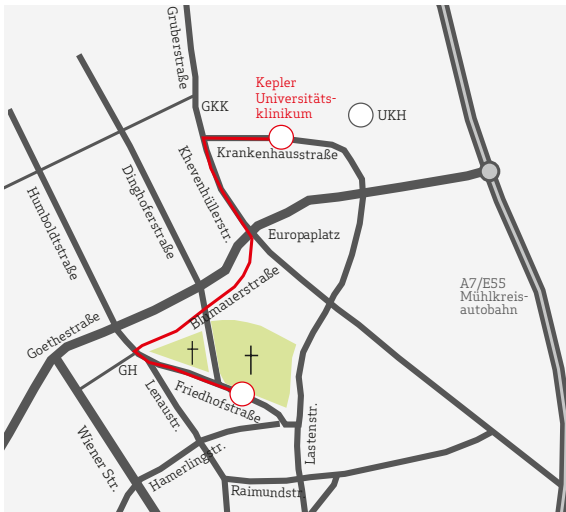 Gruberstraße
Kepler
Universitäts-
klinikum
GKK
UKH
Krankenhausstraße
Khevenhüllerstr.
Dinghoferstraße
Humboldtstraße
Europaplatz
A7/E55
Mühlkreis-
autobahn
Blumauerstraße
Goethestraße
GH
Friedhofstraße
Lenaustr.
Lastenstr.
Wiener Str.
Hamerlingstr.
Raimundstr.